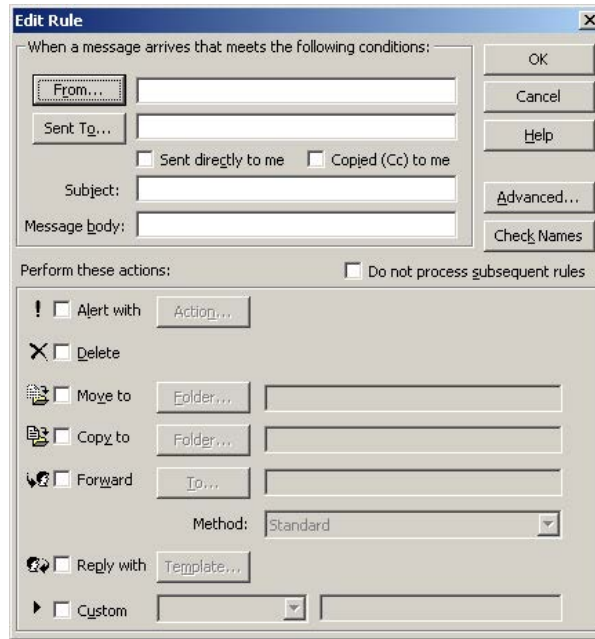 Edit Rule
When a message arrives that meets the following conditions:
OK
From...
Cancel
Sent To...
Help
Sent directly to me Copied (Cc) to me
Subject:
Advanced...
Message body:
Check Names
Perform these actions: Do not process subsequent rules
Alert with Action...
Delete
Move to Folder...
Copy to Folder...
Forward To...
Method: Standard
Reply with Template...
Custom